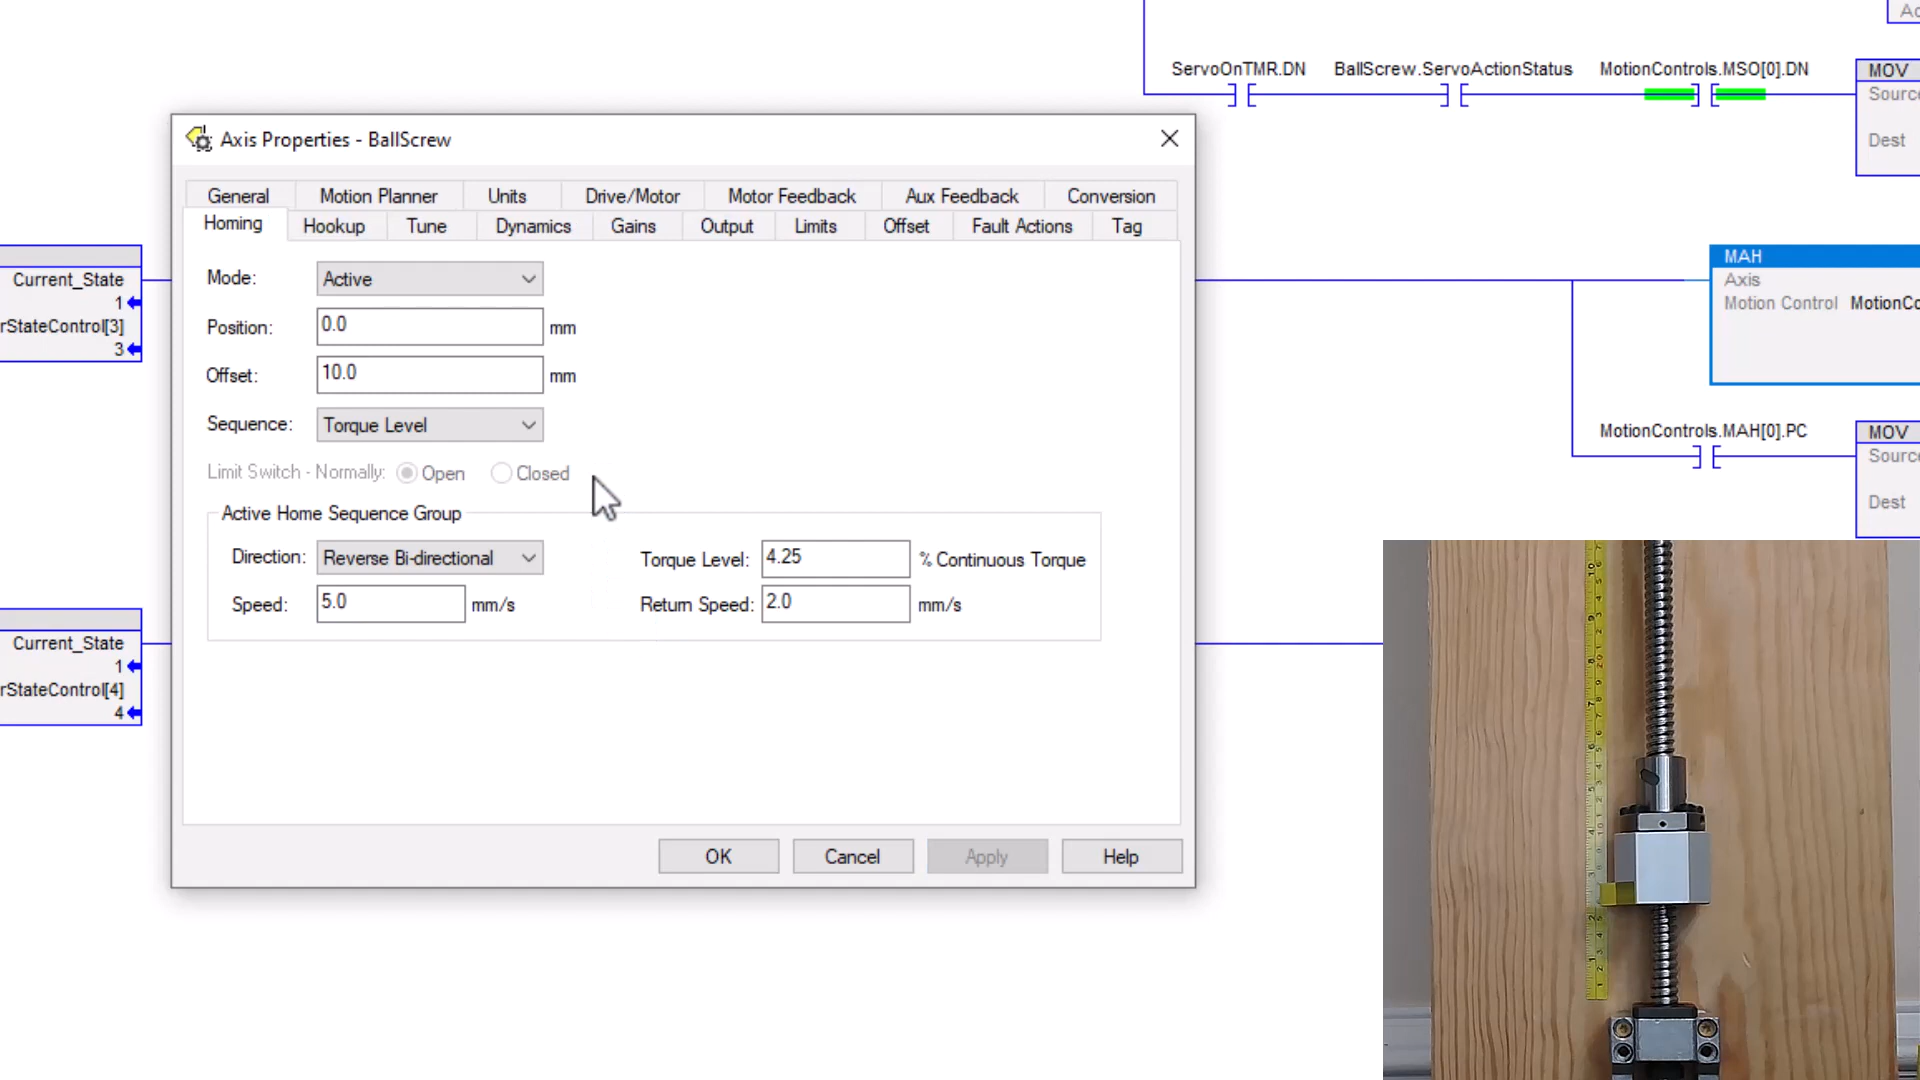 Ac
ServoOnTMR.DN BallScrew.ServoActionStatus MotionControls.MSO[0].DN MOV
Source
Dest
Axis Properties - BallScrew
General Motion Planner Units Drive/Motor Motor Feedback Aux Feedback Conversion
Homing Hookup Tune Dynamics Gains Output Limits Offset Fault Actions Tag
Mode: Active
Position: 0.0 mm
Offset: 10.0 mm
Sequence: Torque Level
Limit Switch - Normally: Open Closed
Active Home Sequence Group
Direction: Reverse Bi-directional Torque Level: 4.25 % Continuous Torque
Speed: 5.0 mm/s Return Speed: 2.0 mm/s
OK Cancel Apply Help
Current_State
1
rStateControl[3]
3
MAH
Axis
Motion Control MotionCo
MotionControls.MAH[0].PC MOV
Source
Dest
Current_State
1
rStateControl[4]
4